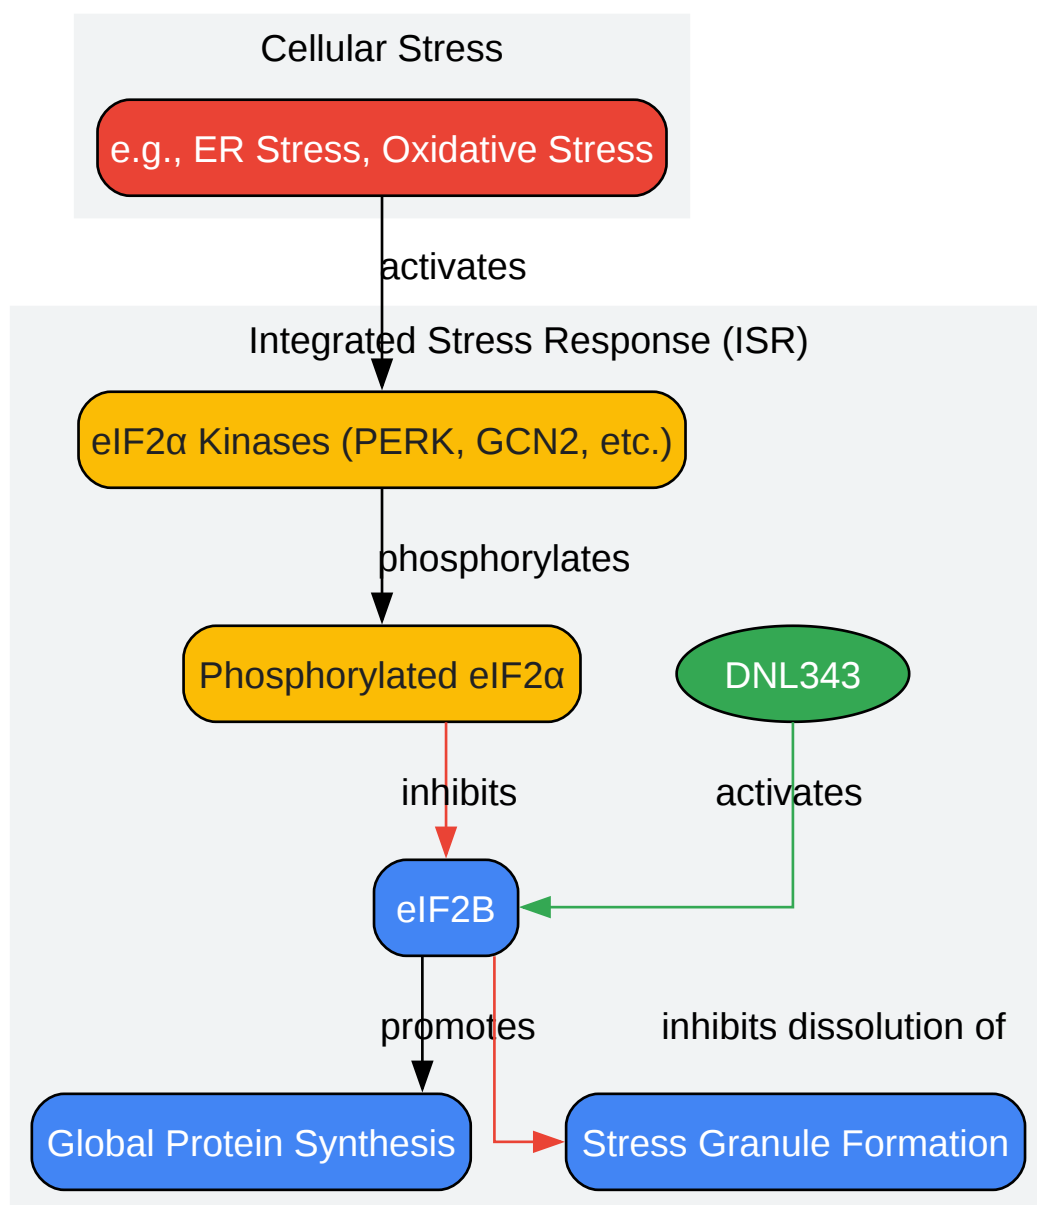 Cellular Stress
e.g., ER Stress, Oxidative Stress
activates
Integrated Stress Response (ISR)
eIF2α Kinases (PERK, GCN2, etc.)
phosphorylates
Phosphorylated eIF2α
DNL343
inhibits
activates
eIF2B
promotes
inhibits dissolution of
Global Protein Synthesis
Stress Granule Formation